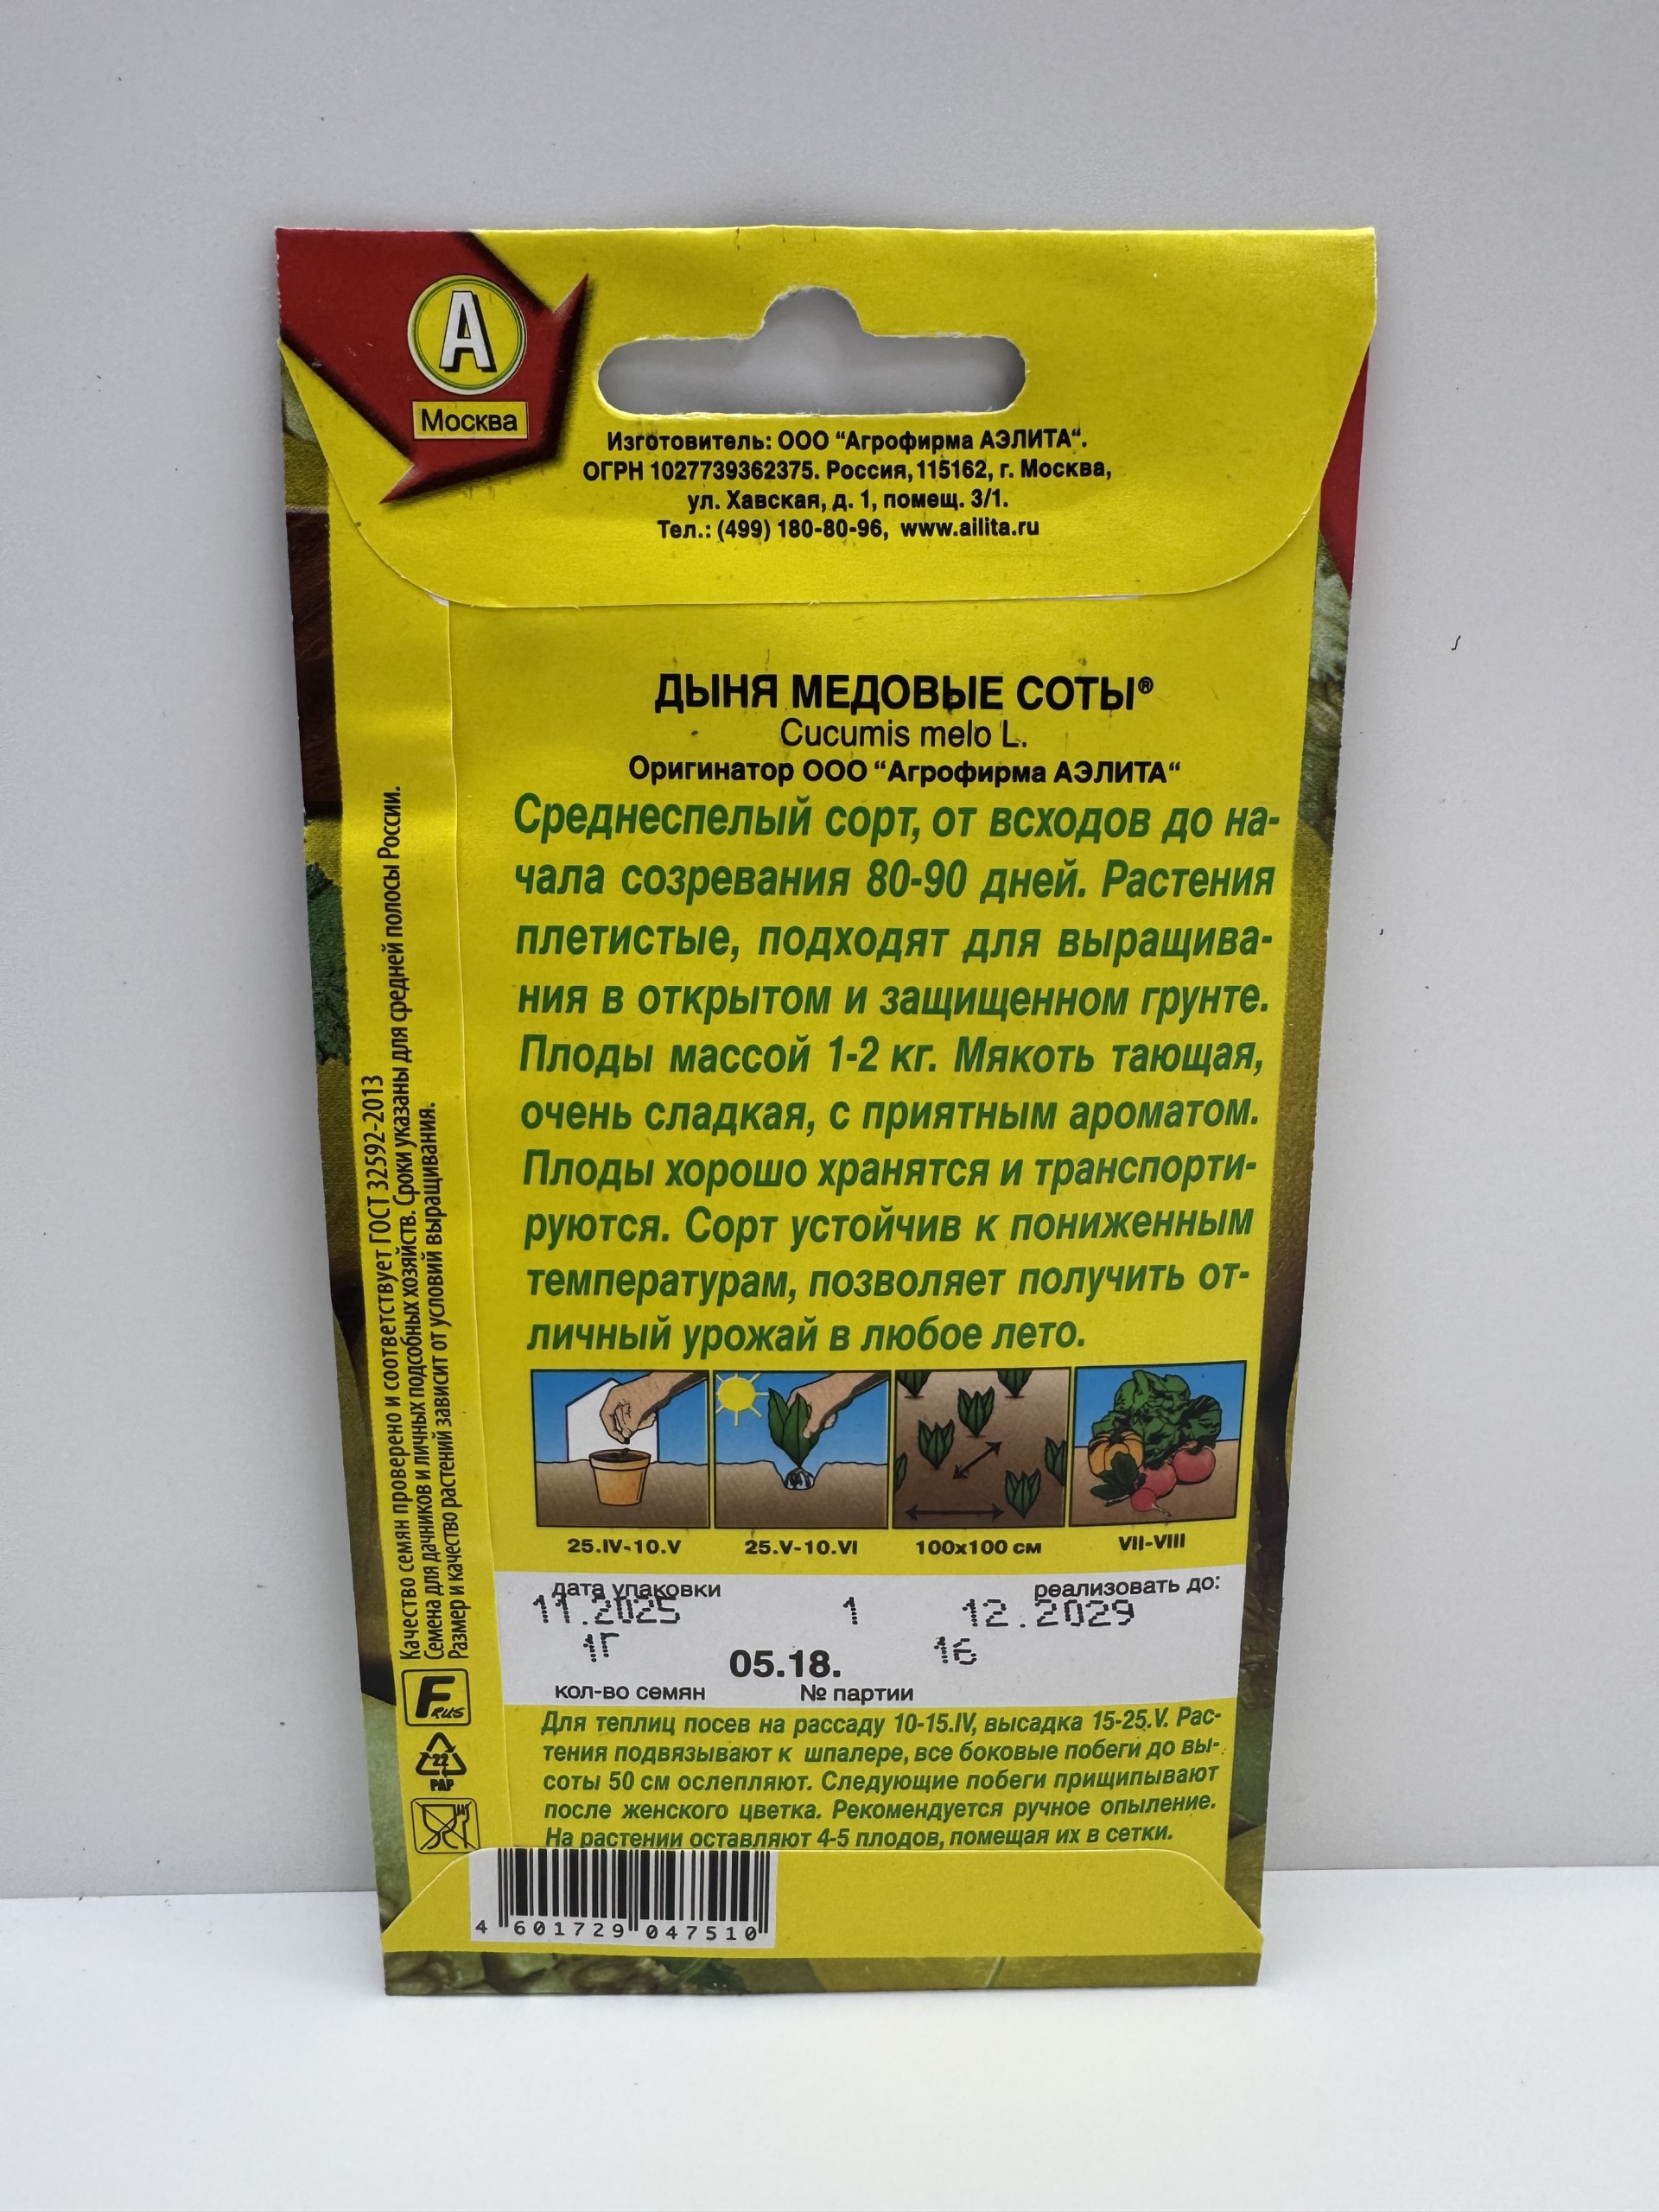 А
Москва
Изготовитель: ООО “Агрофирма АЭЛИТА“.
ОГРН 1027739362375. Россия, 115162, г. Москва,
ул. Хавская, д. 1, помещ. 3/1.
Тел.: (499) 180-80-96, www.ailita.ru
ДЫНЯ МЕДОВЫЕ СОТЫ®
Cucumis melo L.
Оригинатор ООО “Агрофирма АЭЛИТА“
Среднеспелый сорт, от всходов до на-
чала созревания 80-90 дней. Растения
плетистые, подходят для выращива-
ния в открытом и защищенном грунте.
Плоды массой 1-2 кг. Мякоть тающая,
очень сладкая, с приятным ароматом.
Плоды хорошо хранятся и транспорти-
руются. Сорт устойчив к пониженным
температурам, позволяет получить от-
личный урожай в любое лето.
25.IV-10.V 25.V-10.VI 100x100 см VII-VIII
дата упаковки реализовать до:
11.2025 1 12.2029
1г 05.18. 16
кол-во семян № партии
Для теплиц посев на рассаду 10-15.IV, высадка 15-25.V. Рас-
тения подвязывают к шпалере, все боковые побеги до вы-
соты 50 см ослепляют. Следующие побеги прищипывают
после женского цветка. Рекомендуется ручное опыление.
На растении оставляют 4-5 плодов, помещая их в сетки.
Качество семян проверено и соответствует ГОСТ 32592-2013
Семена для дачников и личных подсобных хозяйств. Сроки указаны для средней полосы России.
Размер и качество растений зависит от условий выращивания.
F RUS
22
PAP
4 601729 047510